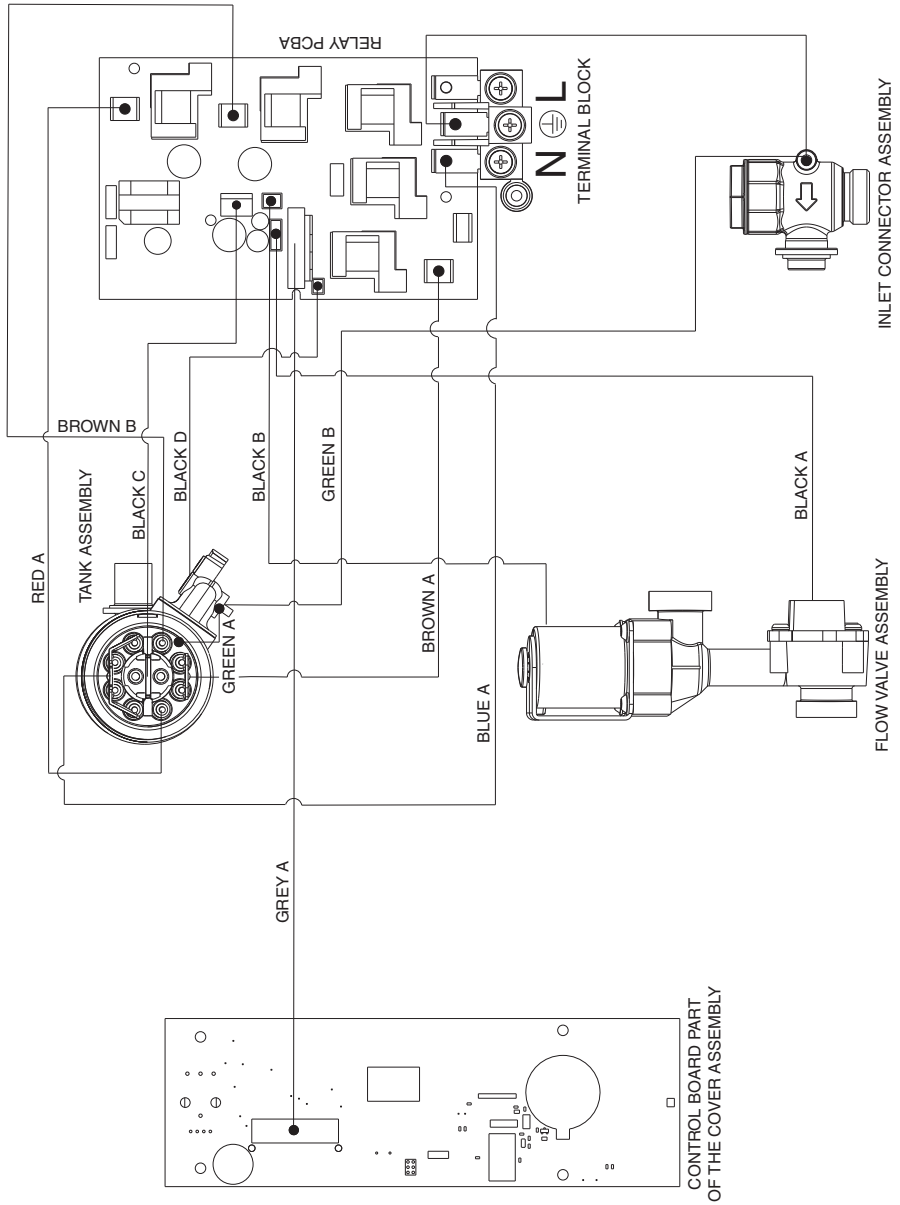 RELAY PCBA
N
L
TERMINAL BLOCK
INLET CONNECTOR ASSEMBLY
BROWN B
RED A
TANK ASSEMBLY
BLACK C
BLACK D
BLACK B
GREEN B
BLACK A
GREEN A
BROWN A
BLUE A
FLOW VALVE ASSEMBLY
GREY A
CONTROL BOARD PART
OF THE COVER ASSEMBLY